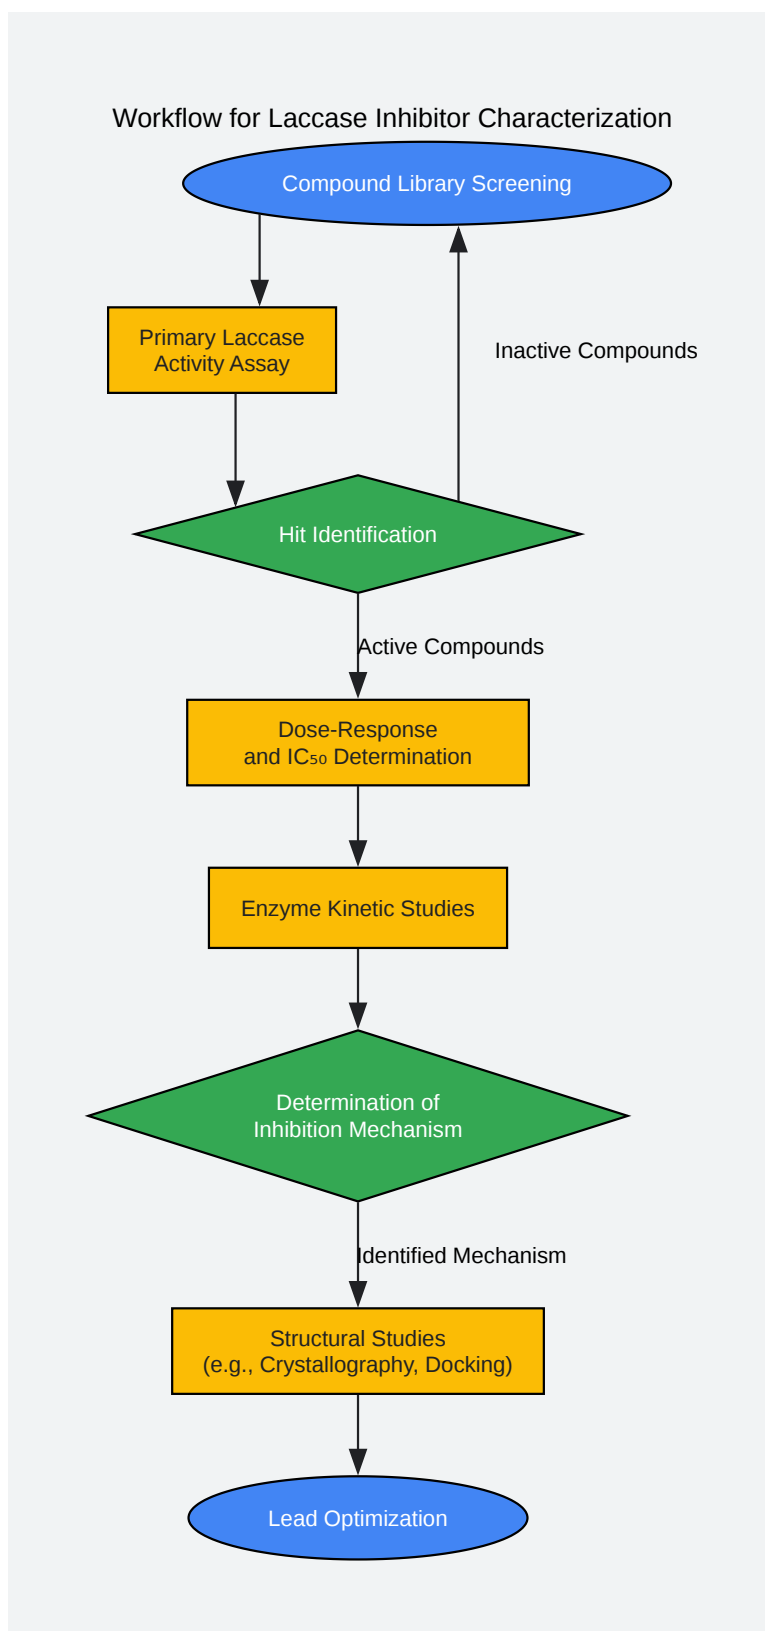 Workflow for Laccase Inhibitor Characterization
Compound Library Screening
Primary Laccase
Activity Assay
Inactive Compounds
Hit Identification
Active Compounds
Dose-Response
and IC₅₀ Determination
Enzyme Kinetic Studies
Determination of
Inhibition Mechanism
Identified Mechanism
Structural Studies
(e.g., Crystallography, Docking)
Lead Optimization